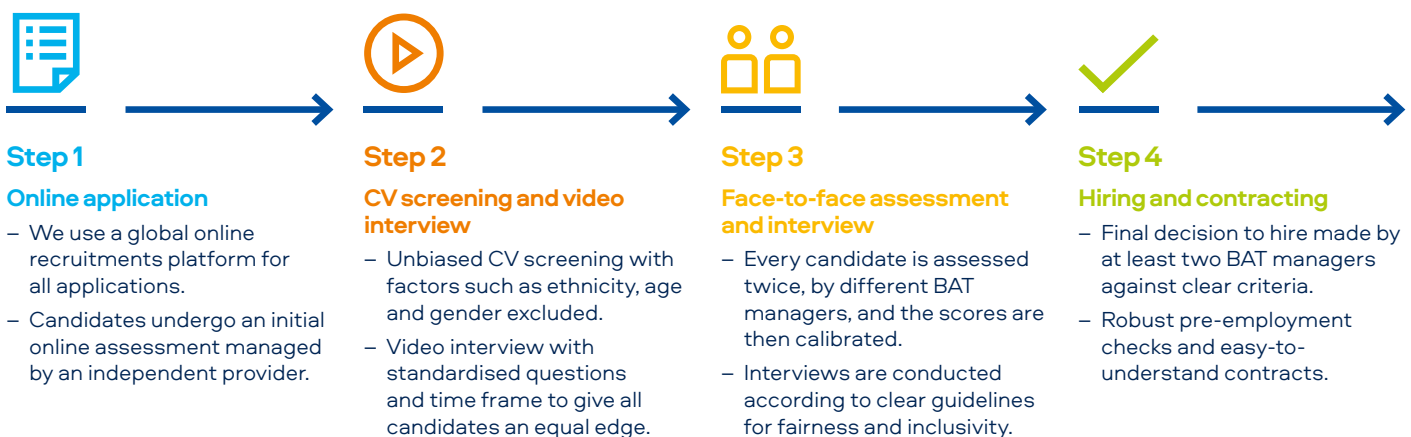 Step 1
Online application
– We use a global online
recruitments platform for
all applications.
– Candidates undergo an initial
online assessment managed
by an independent provider.
Step 2
CV screening and video
interview
– Unbiased CV screening with
factors such as ethnicity, age
and gender excluded.
– Video interview with
standardised questions
and time frame to give all
candidates an equal edge.
Step 3
Face-to-face assessment
and interview
– Every candidate is assessed
twice, by different BAT
managers, and the scores are
then calibrated.
– Interviews are conducted
according to clear guidelines
for fairness and inclusivity.
Step 4
Hiring and contracting
– Final decision to hire made by
at least two BAT managers
against clear criteria.
– Robust pre-employment
checks and easy-to-
understand contracts.